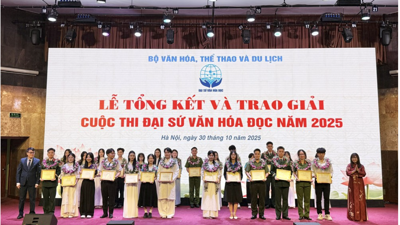 BỘ VĂN HÓA, THỂ THAO VÀ DU LỊCH
LỄ TỔNG KẾT VÀ TRAO GIẢI
CUỘC THI ĐẠI SỨ VĂN HÓA ĐỌC NĂM 2025
Hà Nội, ngày 30 tháng 10 năm 2025